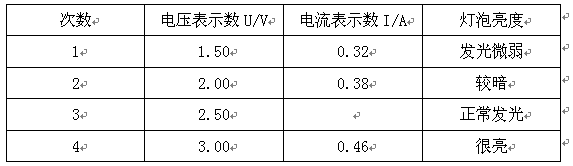 次数 电压表示数U/V 电流表示数I/A 灯泡亮度
1 1.50 0.32 发光微弱
2 2.00 0.38 较暗
3 2.50 正常发光
4 3.00 0.46 很亮